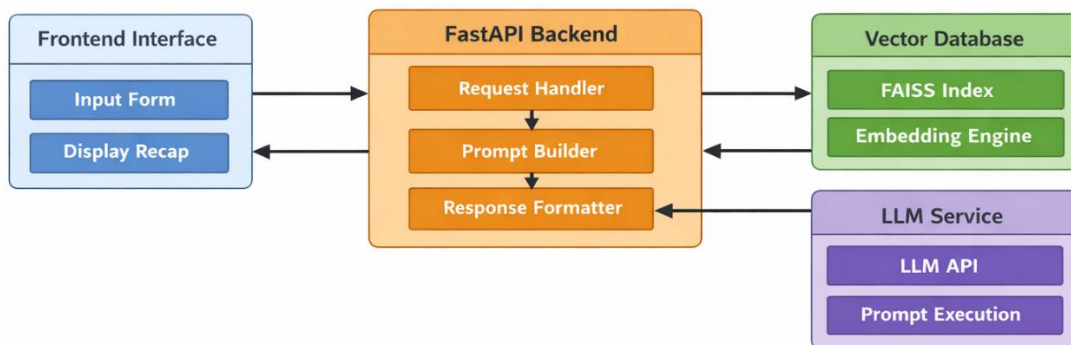 Frontend Interface
Input Form
Display Recap
FastAPI Backend
Request Handler
Prompt Builder
Response Formatter
Vector Database
FAISS Index
Embedding Engine
LLM Service
LLM API
Prompt Execution